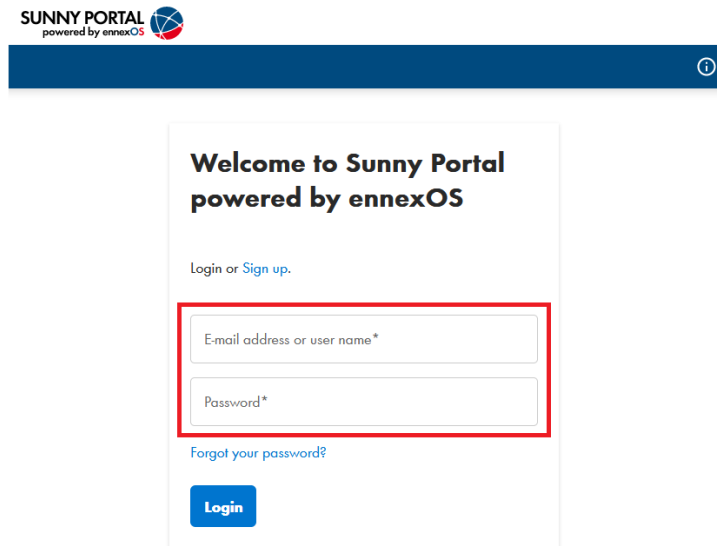 SUNNY PORTAL
powered by ennexOS
Welcome to Sunny Portal
powered by ennexOS
Login or Sign up.
E-mail address or user name*
Password*
Forgot your password?
Login